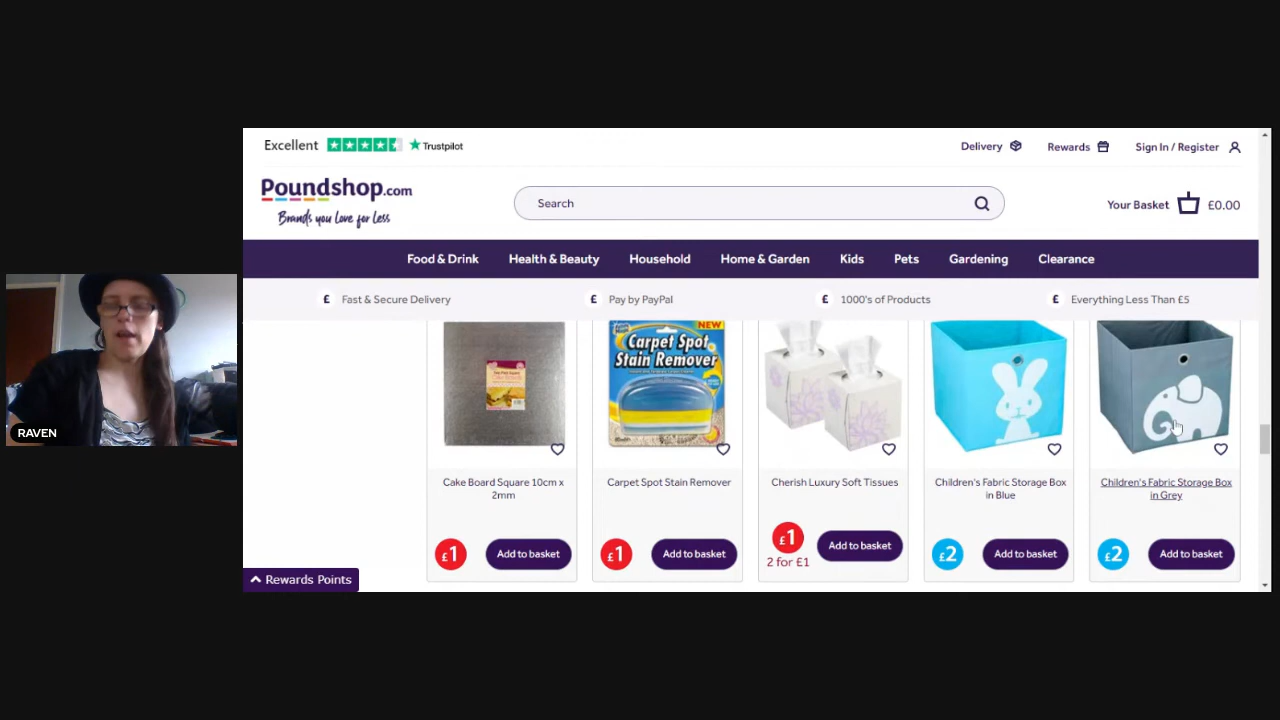 Excellent
Trustpilot
Delivery
Rewards
Sign In / Register
Poundshop.com
Brands you Love for Less
Search
Your Basket
£0.00
Food & Drink
Health & Beauty
Household
Home & Garden
Kids
Pets
Gardening
Clearance
£ Fast & Secure Delivery
£ Pay by PayPal
£ 1000's of Products
£ Everything Less Than £5
NEW
Carpet Spot
Stain Remover
Cake Board Square 10cm x
2mm
Carpet Spot Stain Remover
Cherish Luxury Soft Tissues
Children's Fabric Storage Box
in Blue
Children's Fabric Storage Box
in Grey
£1
Add to basket
£1
Add to basket
£1
2 for £1
Add to basket
£2
Add to basket
£2
Add to basket
Rewards Points
RAVEN